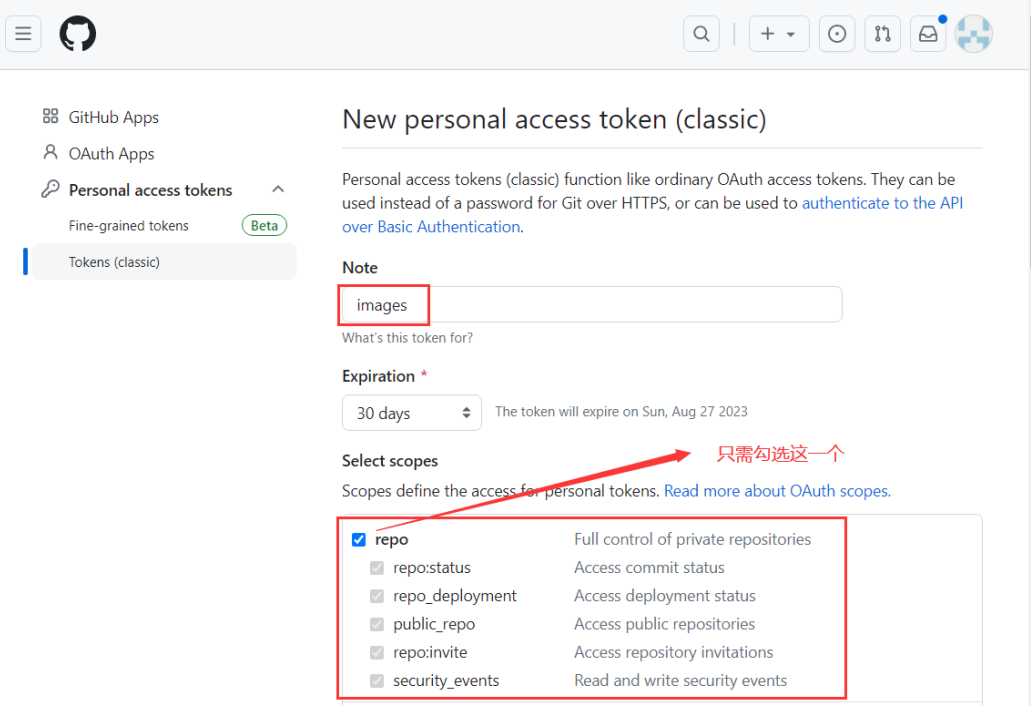 GitHub Apps
OAuth Apps
Personal access tokens
Fine-grained tokens Beta
Tokens (classic)
New personal access token (classic)
Personal access tokens (classic) function like ordinary OAuth access tokens. They can be
used instead of a password for Git over HTTPS, or can be used to authenticate to the API
over Basic Authentication.
Note
images
What's this token for?
Expiration *
30 days The token will expire on Sun, Aug 27 2023
只需勾选这一个
Select scopes
Scopes define the access for personal tokens. Read more about OAuth scopes.
repo Full control of private repositories
repo:status Access commit status
repo_deployment Access deployment status
public_repo Access public repositories
repo:invite Access repository invitations
security_events Read and write security events